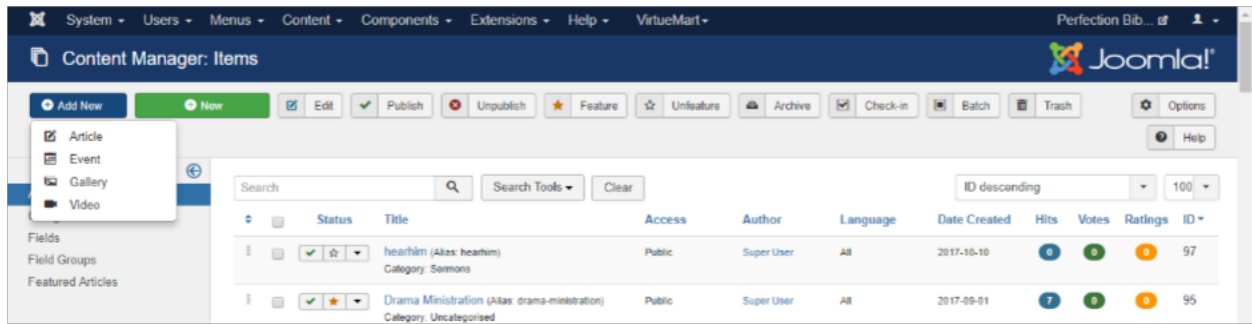 System Users Menus Content Components Extensions Help VirtueMart Perfection Bib...
Content Manager: Items Joomla!
Add New New Edit Publish Unpublish Feature Unfeature Archive Check-in Batch Trash Options
Help
Article
Event
Gallery
Video
Fields
Field Groups
Featured Articles
Search Search Tools Clear ID descending 100
Status Title Access Author Language Date Created Hits Votes Ratings ID
hearhim (Alias: hearhim) Public Super User All 2017-10-10 0 0 0 97
Category: Sermons
Drama Ministration (Alias: drama-ministration) Public Super User All 2017-09-01 7 0 0 95
Category: Uncategorised